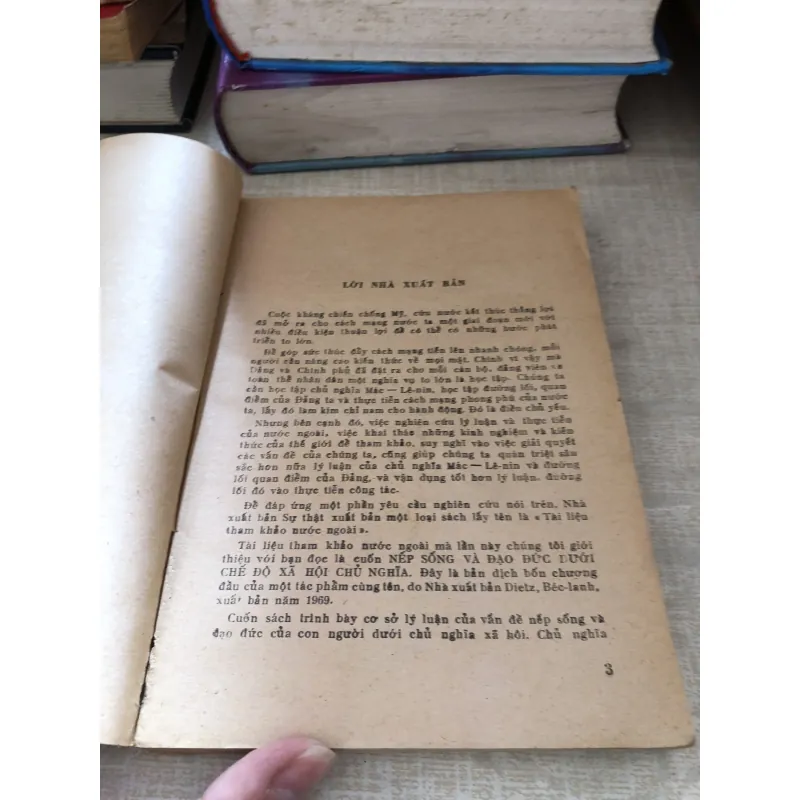 LỜI NHÀ XUẤT BẢN
Cuộc kháng chiến chống Mỹ, cứu nước kết thúc thắng lợi
đã mở ra cho cách mạng nước ta một giai đoạn mới với
nhiều điều kiện thuận lợi để có thể có những bước phát
triển to lớn.
Để góp sức thúc đẩy cách mạng tiến lên nhanh chóng, mỗi
người cần nâng cao kiến thức về mọi mặt. Chính vì vậy mà
Đảng và Chính phủ đã đặt ra cho mỗi cán bộ, đảng viên và
toàn thể nhân dân một nghĩa vụ to lớn là học tập. Chúng ta
cần học tập chủ nghĩa Mác — Lê-nin, học tập đường lối, quan
điểm của Đảng ta và thực tiễn cách mạng phong phú của nước
ta, lấy đó làm kim chỉ nam cho hành động. Đó là điều chủ yếu.
Nhưng bên cạnh đó, việc nghiên cứu lý luận và thực tiễn
của nước ngoài, việc khai thác những kinh nghiệm và kiến
thức của thế giới để tham khảo, suy nghĩ vào việc giải quyết
các vấn đề của chúng ta, cũng giúp chúng ta quán triệt sâu
sắc hơn nữa lý luận của chủ nghĩa Mác — Lê-nin và đường
lối quan điểm của Đảng, và vận dụng tốt hơn lý luận, đường
lối đó vào thực tiễn công tác.
Để đáp ứng một phần yêu cầu nghiên cứu nói trên, Nhà
xuất bản Sự thật xuất bản một loại sách lấy tên là « Tài liệu
tham khảo nước ngoài ».
Tài liệu tham khảo nước ngoài mà lần này chúng tôi giới
thiệu với bạn đọc là cuốn NẾP SỐNG VÀ ĐẠO ĐỨC DƯỚI
CHẾ ĐỘ XÃ HỘI CHỦ NGHĨA. Đây là bản dịch bốn chương
đầu của một tác phẩm cùng tên, do Nhà xuất bản Dietz, Béc-lanh,
xuất bản năm 1969.
Cuốn sách trình bày cơ sở lý luận của vấn đề nếp sống và
đạo đức của con người dưới chủ nghĩa xã hội. Chủ nghĩa
3